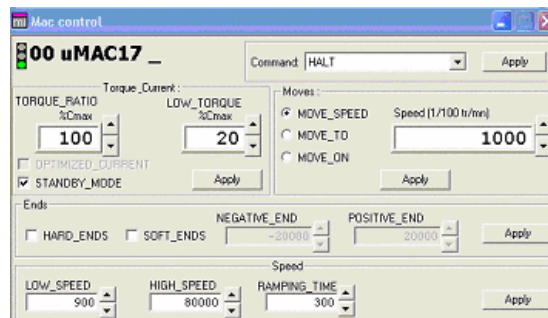 Mac control
00 uMAC17 _
Command: HALT Apply
Torque_Current :
TORQUE_RATIO
%Cmax
100
LOW_TORQUE
%Cmax
20
OPTIMIZED_CURRENT
STANDBY_MODE Apply
Moves :
MOVE_SPEED Speed (1/100 tr/mn)
MOVE_TO 1000
MOVE_ON
Apply
Ends
HARD_ENDS SOFT_ENDS
NEGATIVE_END
-20000
POSITIVE_END
20000
Apply
Speed
LOW_SPEED HIGH_SPEED RAMPING_TIME
900 80000 300 Apply